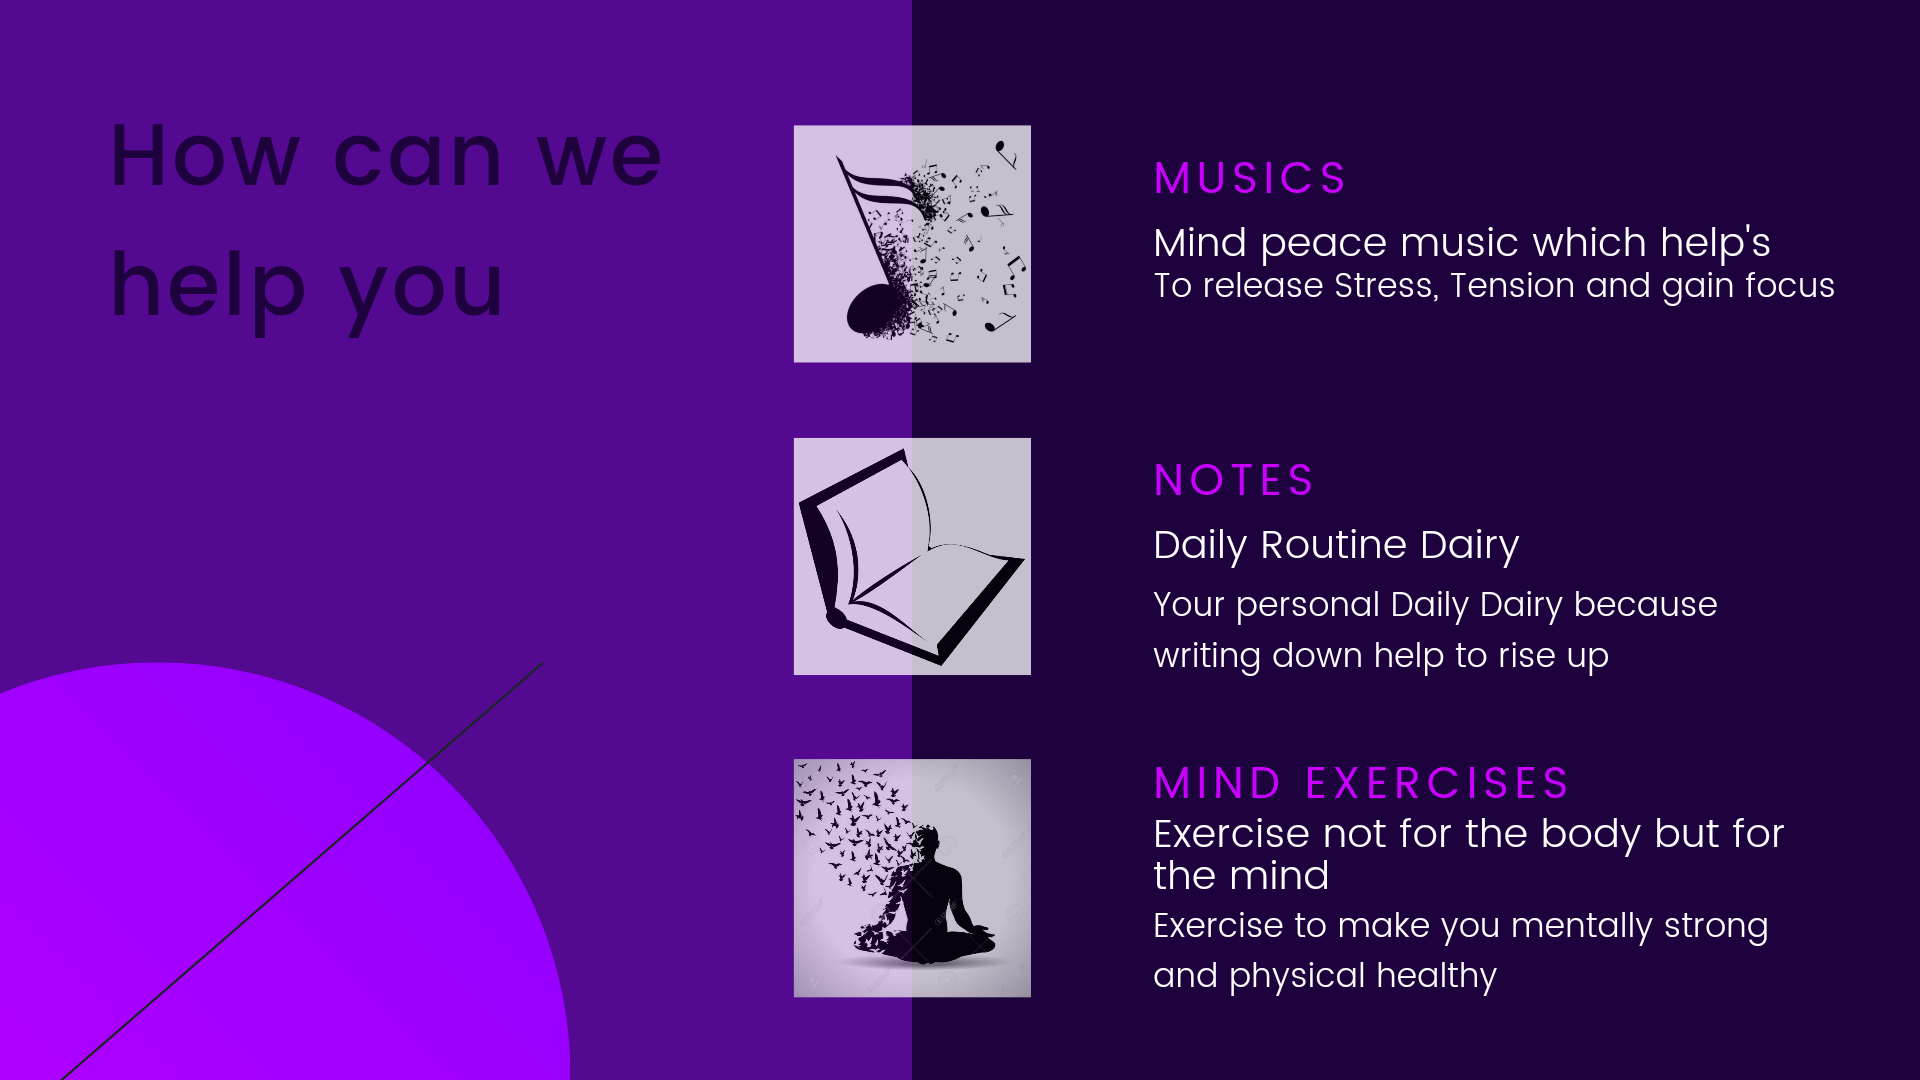 How can we
help you
MUSICS
Mind peace music which help's
To release Stress, Tension and gain focus
NOTES
Daily Routine Dairy
Your personal Daily Dairy because
writing down help to rise up
MIND EXERCISES
Exercise not for the body but for
the mind
Exercise to make you mentally strong
and physical healthy